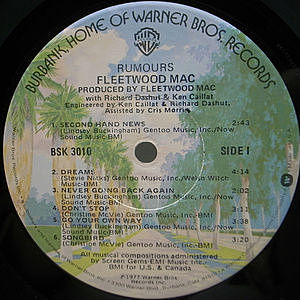 BURBANK, HOME OF WARNER BROS. RECORDS
RUMOURS
FLEETWOOD MAC
PRODUCED BY FLEETWOOD MAC
with Richard Dashut & Ken Caillat
Engineered by Ken Caillat & Richard Dashut,
Assisted by Cris Morris
1. SECOND HAND NEWS 2:43
(Lindsey Buckingham) Gentoo Music, Inc./Now
Sound Music-BMI
BSK 3010 SIDE 1
2. DREAMS 4:14
(Stevie Nicks) Gentoo Music, Inc./Welsh Witch
Music-BMI
3. NEVER GOING BACK AGAIN 2:02
(Lindsey Buckingham) Gentoo Music, Inc./Now
Sound Music-BMI
4. DON'T STOP 3:11
(Christine McVie) Gentoo Music, Inc.-BMI
5. GO YOUR OWN WAY 3:38
(Lindsey Buckingham) Gentoo Music, Inc./Now
Sound Music-BMI
6. SONGBIRD 3:20
(Christine McVie) Gentoo Music, Inc.-BMI
All musical compositions administered
by Screen Gems-EMI Music Inc.-
BMI for U.S. & Canada
℗ 1977 Warner Bros.
Records Inc.